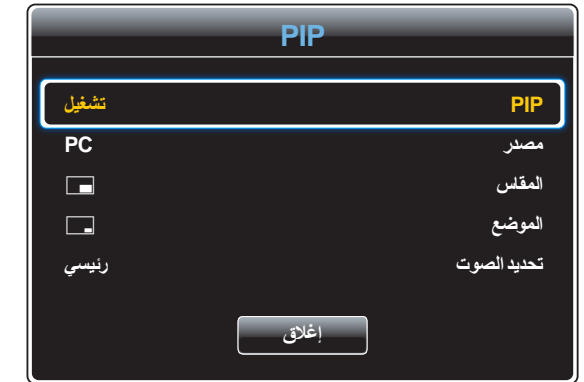 PIP
PIP تشغيل
مصدر PC
المقاس
الموضع
تحديد الصوت رئيسي
إغلاق